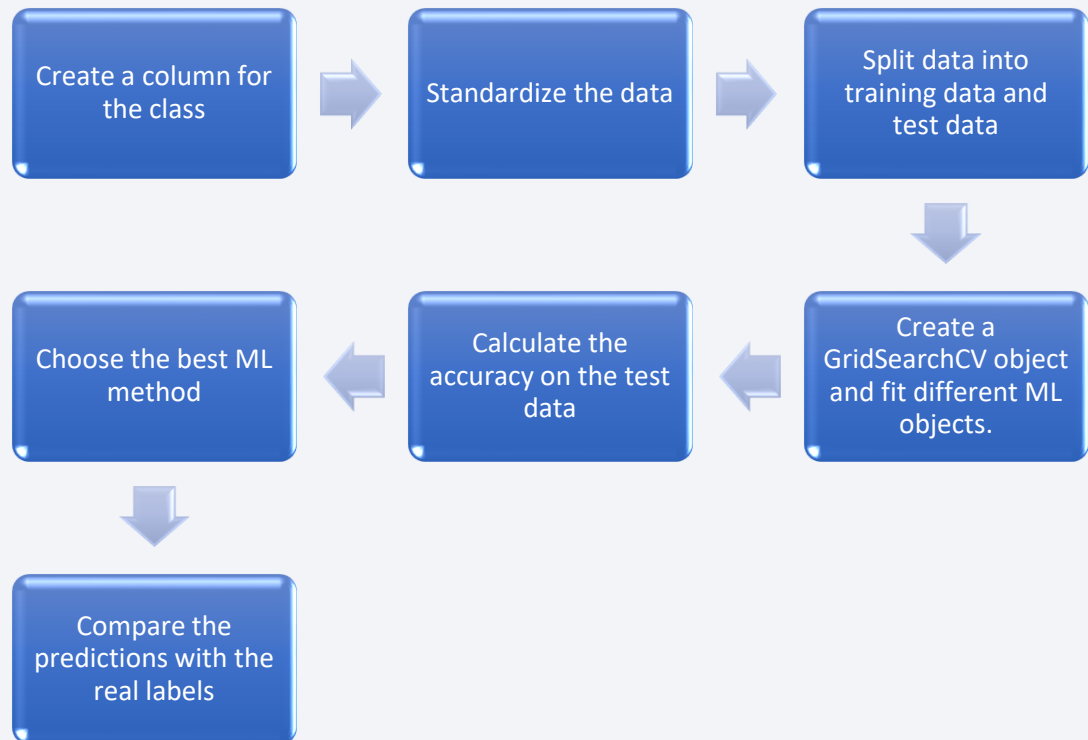 Create a column for
the class
Standardize the data
Split data into
training data and
test data
Create a
GridSearchCV object
and fit different ML
objects.
Calculate the
accuracy on the test
data
Choose the best ML
method
Compare the
predictions with the
real labels